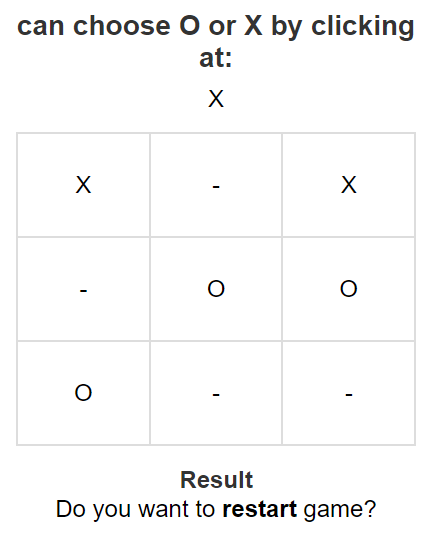 can choose O or X by clicking
at:
X
X - X
- O O
O - -
Result
Do you want to restart game?